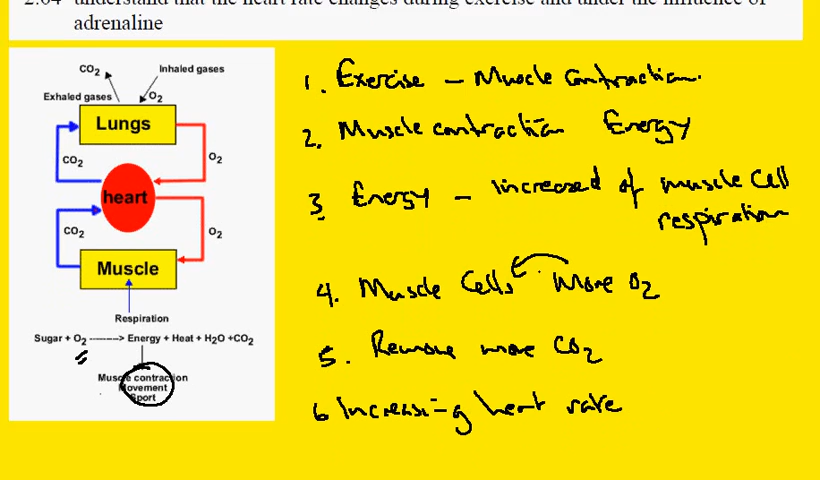 2.64 understand that the heart rate changes during exercise and under the influence of
adrenaline
CO2
Inhaled gases
Exhaled gases
O2
Lungs
CO2
O2
heart
CO2
O2
Muscle
Respiration
Sugar + O2 --------> Energy + Heat + H2O +CO2
Muscle contraction
Movement
Sport
1. Exercise – Muscle contraction.
2. Muscle contraction Energy
3 Energy – increased of muscle cell
respiration
4. Muscle Cells more O2
5. Remove more CO2
6 Increasing heart rate